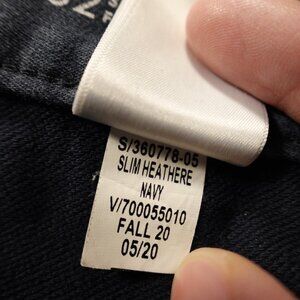 S/360778-05
SLIM HEATHERE
NAVY
V/700055010
FALL 20
05/20